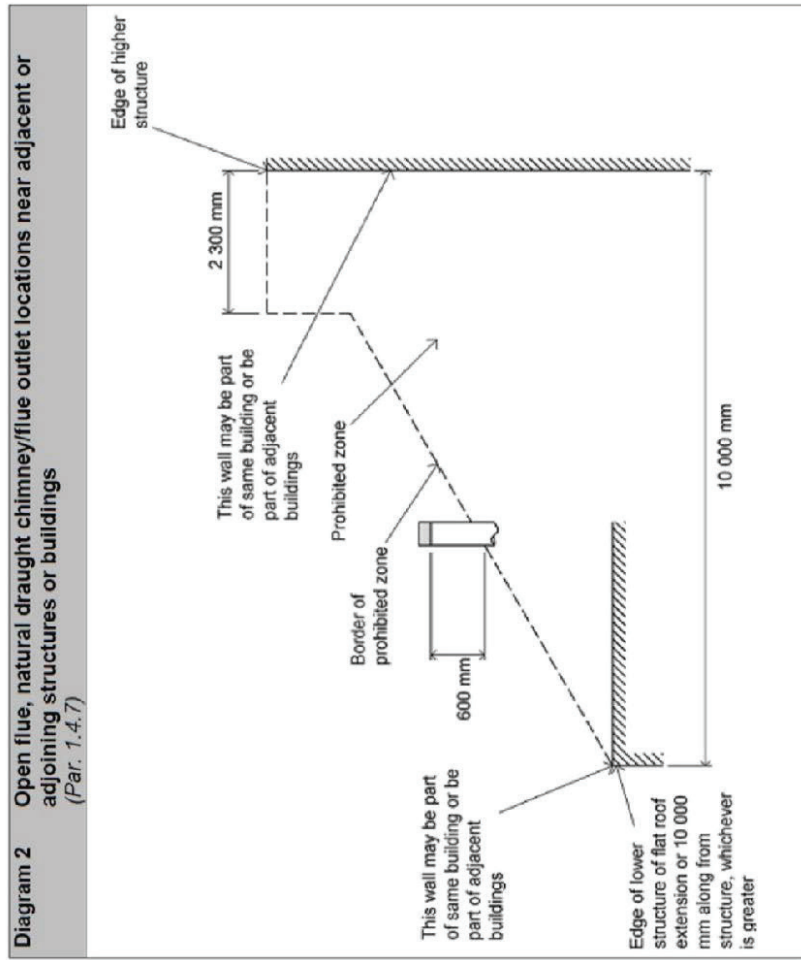 Diagram 2 Open flue, natural draught chimney/flue outlet locations near adjacent or
adjoining structures or buildings
(Par. 1.4.7)
Edge of higher
structure
2 300 mm
This wall may be part
of same building or be
part of adjacent
buildings
Prohibited zone
Border of
prohibited zone
600 mm
10 000 mm
This wall may be part
of same building or be
part of adjacent
buildings
Edge of lower
structure of flat roof
extension or 10 000
mm along from
structure, whichever
is greater